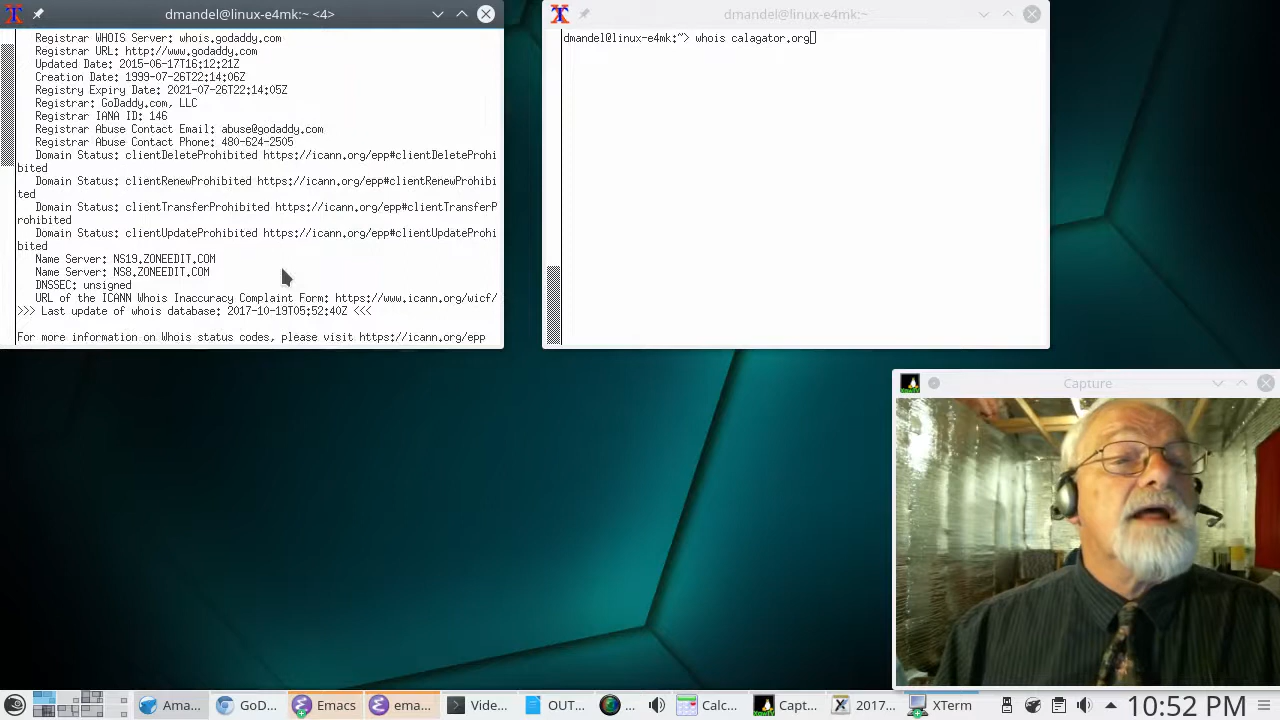 dmandel@linux-e4mk:~ <4>
Registrar WHOIS Server: whois.godaddy.com
Registrar URL: http://www.godaddy.com
Updated Date: 2015-06-17T16:12:21Z
Creation Date: 1999-07-26T22:14:06Z
Registry Expiry Date: 2021-07-26T22:14:05Z
Registrar: GoDaddy.com, LLC
Registrar IANA ID: 146
Registrar Abuse Contact Email: abuse@godaddy.com
Registrar Abuse Contact Phone: 480-624-2505
Domain Status: clientDeleteProhibited https://icann.org/epp#clientDeleteProhi
bited
Domain Status: clientRenewProhibited https://icann.org/epp#clientRenewProhibi
ted
Domain Status: clientTransferProhibited https://icann.org/epp#clientTransferP
rohibited
Domain Status: clientUpdateProhibited https://icann.org/epp#clientUpdateProhi
bited
Name Server: NS19.ZONEEDIT.COM
Name Server: NS8.ZONEEDIT.COM
DNSSEC: unsigned
URL of the ICANN Whois Inaccuracy Complaint Form: https://www.icann.org/wicf/
>>> Last update of whois database: 2017-10-19T05:52:40Z <<<
For more information on Whois status codes, please visit https://icann.org/epp
dmandel@linux-e4mk:~
dmandel@linux-e4mk:~> whois calagator.org
Capture
Ama...
GoD...
Emacs
ema...
Vide...
OUT...
...
Calc...
Capt...
2017...
XTerm
10:52 PM